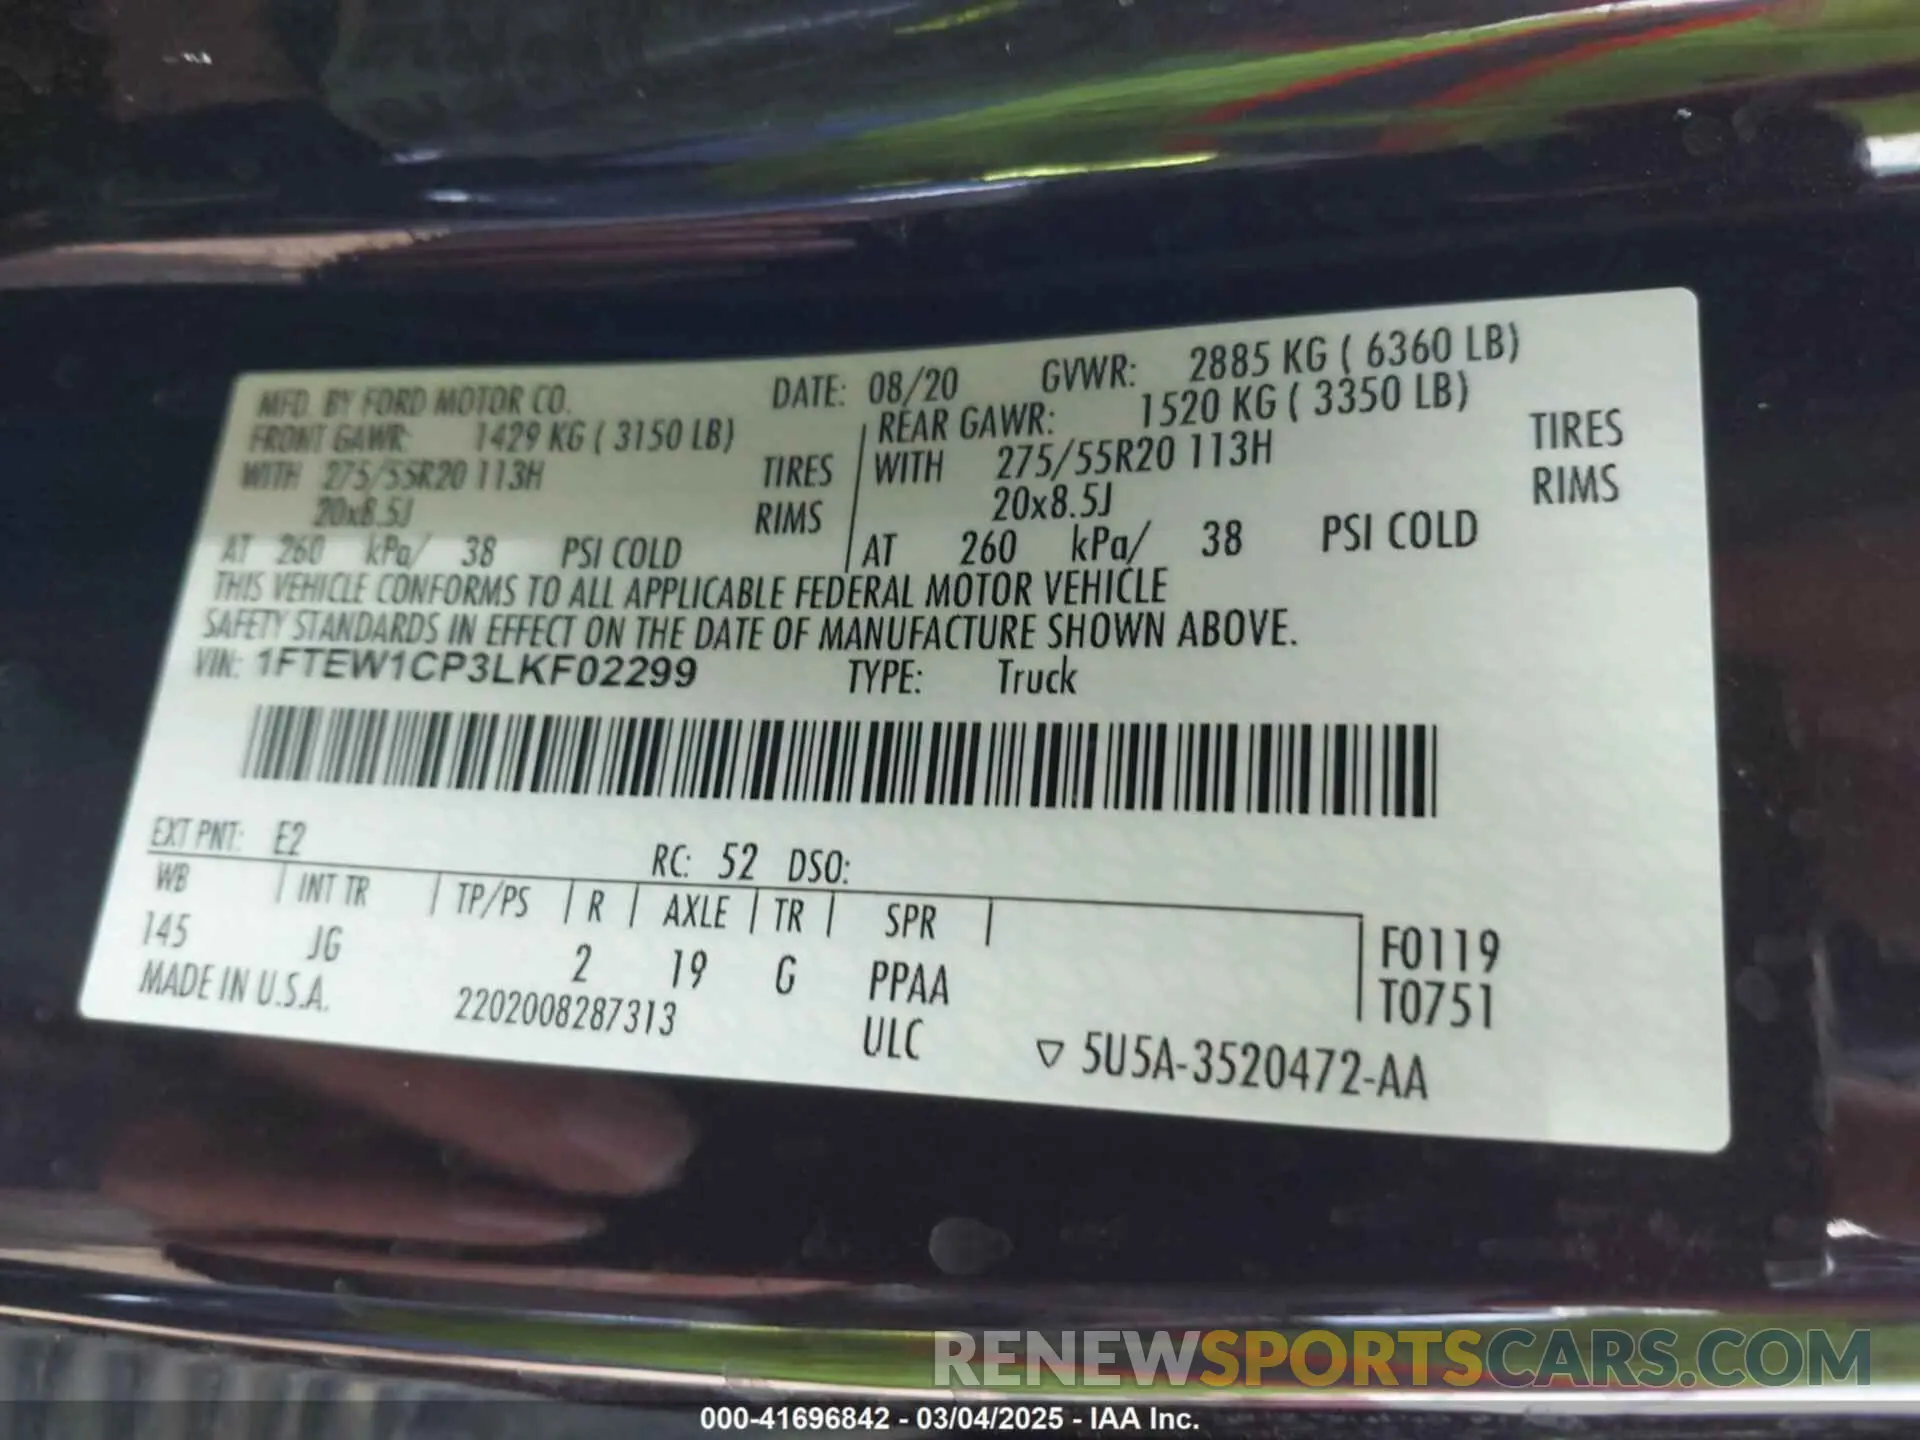 MFD. BY FORD MOTOR CO. DATE: 08/20 GVWR: 2885 KG ( 6360 LB)
FRONT GAWR: 1429 KG ( 3150 LB) REAR GAWR: 1520 KG ( 3350 LB)
WITH 275/55R20 113H TIRES WITH 275/55R20 113H TIRES
20x8.5J RIMS 20x8.5J RIMS
AT 260 kPa/ 38 PSI COLD AT 260 kPa/ 38 PSI COLD
THIS VEHICLE CONFORMS TO ALL APPLICABLE FEDERAL MOTOR VEHICLE
SAFETY STANDARDS IN EFFECT ON THE DATE OF MANUFACTURE SHOWN ABOVE.
VIN: 1FTEW1CP3LKF02299 TYPE: Truck
EXT PNT: E2 RC: 52 DSO:
WB INT TR TP/PS R AXLE TR SPR
145 JG 2 19 G PPAA F0119
MADE IN U.S.A. 2202008287313 ULC T0751
▽ 5U5A-3520472-AA
RENEWSPORTSCARS.COM
000-41696842 - 03/04/2025 - IAA Inc.